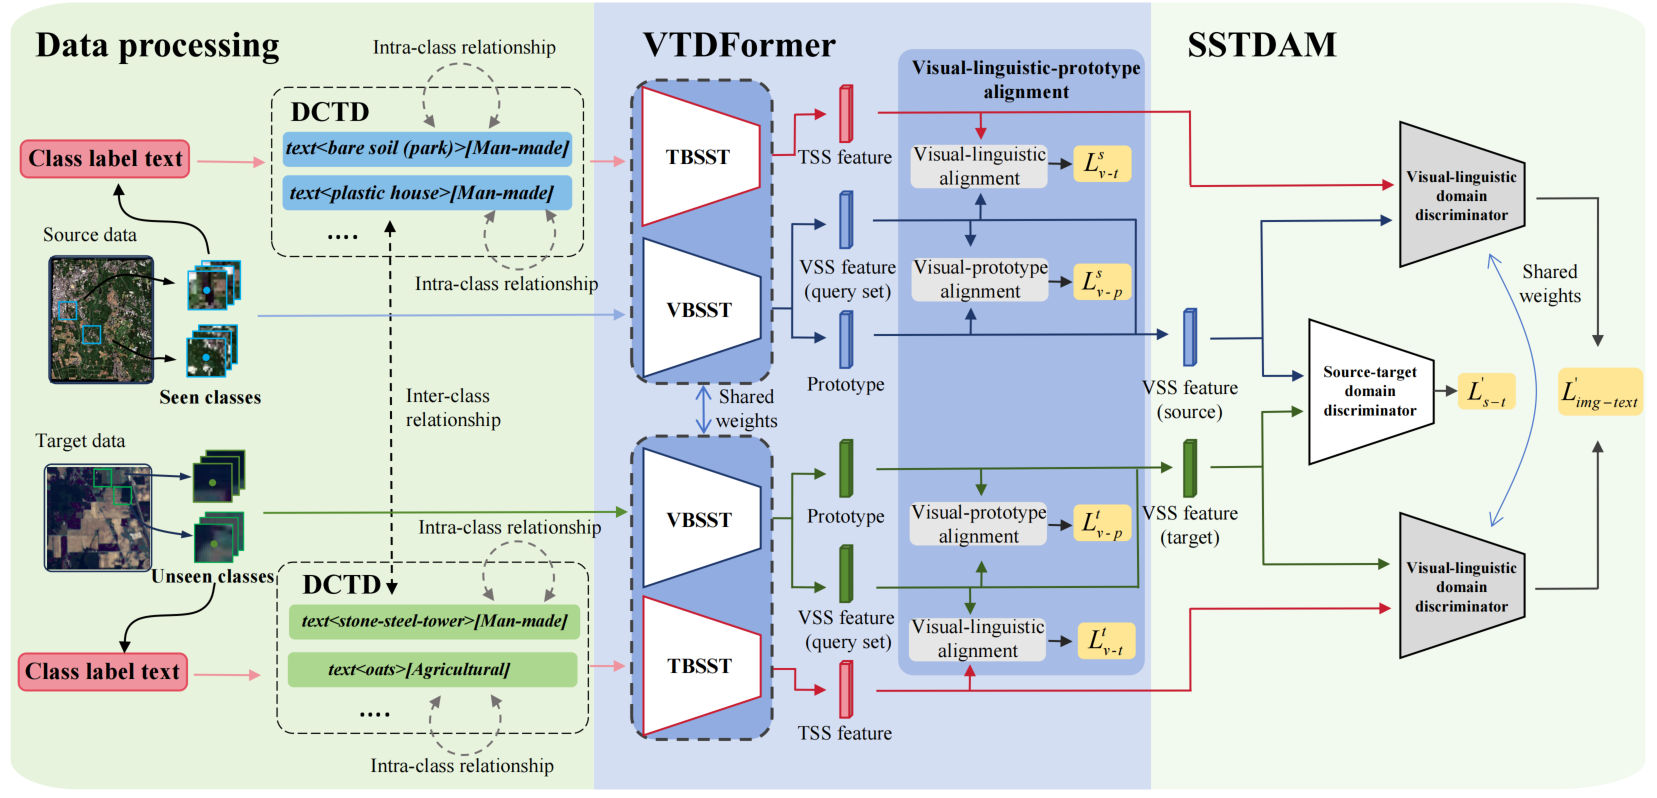 Data processing
VTDFormer
SSTDAM
Intra-class relationship
DCTD
text<bare soil (park)>[Man-made]
text<plastic house>[Man-made]
....
Intra-class relationship
Class label text
Source data
Seen classes
Inter-class
relationship
Target data
Unseen classes
Class label text
Intra-class relationship
DCTD
text<stone-steel-tower>[Man-made]
text<oats>[Agricultural]
....
Intra-class relationship
TBSST
VBSST
Shared
weights
VBSST
TBSST
TSS feature
VSS feature
(query set)
Prototype
Prototype
VSS feature
(query set)
TSS feature
Visual-linguistic-prototype
alignment
Visual-linguistic
alignment
L^s_{v-t}
Visual-prototype
alignment
L^s_{v-p}
Visual-prototype
alignment
L^t_{v-p}
Visual-linguistic
alignment
L^t_{v-t}
VSS feature
(source)
VSS feature
(target)
Visual-linguistic
domain
discriminator
Shared
weights
Source-target
domain
discriminator
L'_{s-t}
L'_{img-text}
Visual-linguistic
domain
discriminator